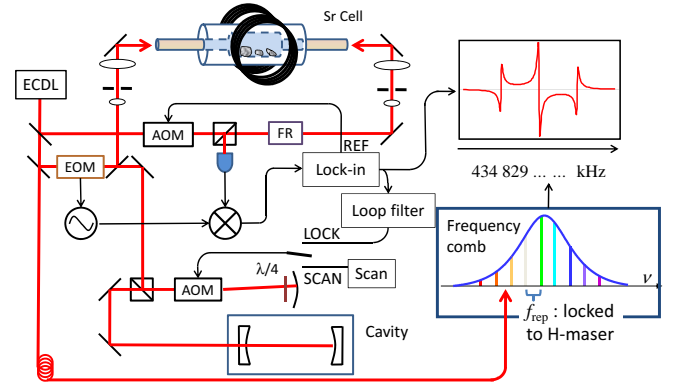 Sr Cell
ECDL
AOM
FR
REF
EOM
Lock-in
434 829 ... ... kHz
Loop filter
LOCK
Frequency
comb
λ/4
SCAN
Scan
AOM
ν
f_rep : locked
to H-maser
Cavity